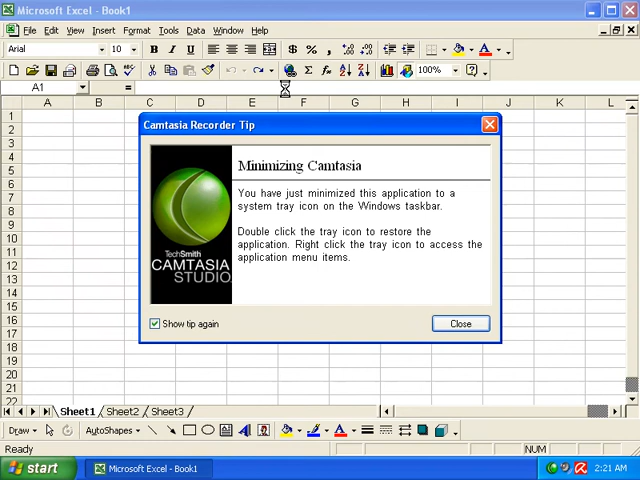 Microsoft Excel - Book1
File Edit View Insert Format Tools Data Window Help
Arial 10 B I U $ % ,
Σ 100%
A1 =
A B C D E F G H I J K L
1
2
3
4
5
6
7
8
9
10
11
12
13
14
15
16
17
18
19
20
21
22
Camtasia Recorder Tip
Minimizing Camtasia
You have just minimized this application to a
system tray icon on the Windows taskbar.
Double click the tray icon to restore the
application. Right click the tray icon to access the
application menu items.
TechSmith
CAMTASIA
STUDIO
Show tip again
Close
Sheet1 Sheet2 Sheet3
Draw AutoShapes
Ready NUM
start Microsoft Excel - Book1 2:21 AM